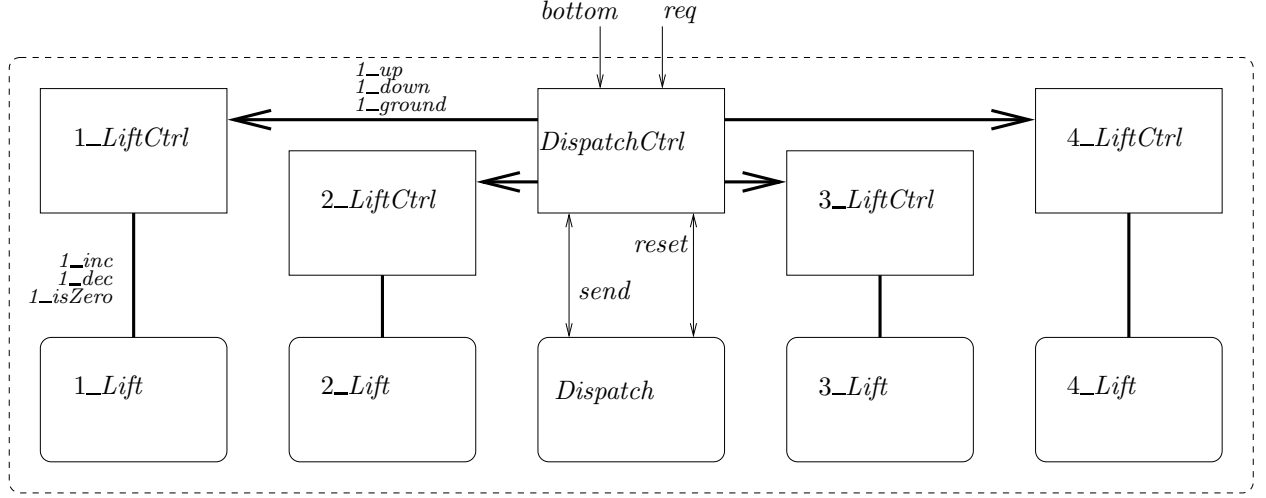 bottom req
1_up
1_down
1_ground
1_LiftCtrl
DispatchCtrl
4_LiftCtrl
2_LiftCtrl
3_LiftCtrl
reset
1_inc
1_dec
1_isZero
send
1_Lift
2_Lift
Dispatch
3_Lift
4_Lift